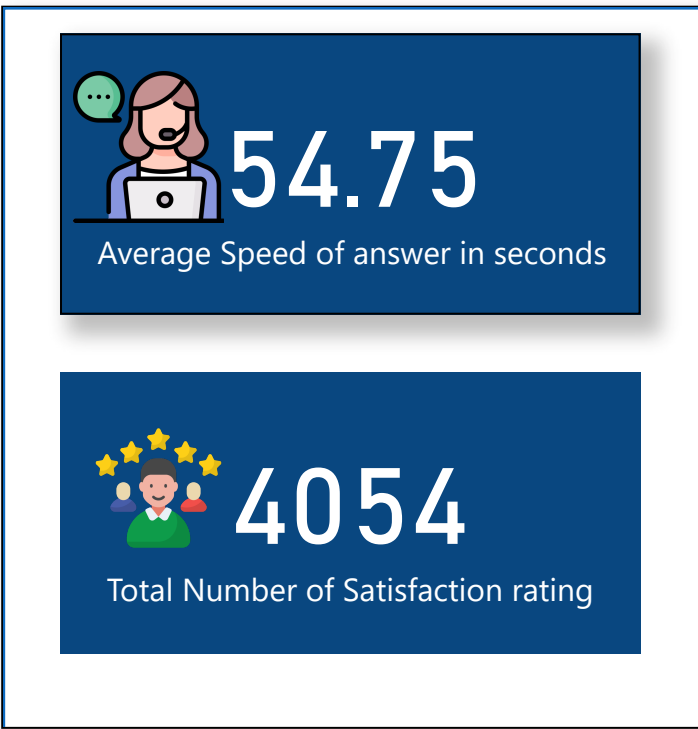 54.75
Average Speed of answer in seconds
4054
Total Number of Satisfaction rating